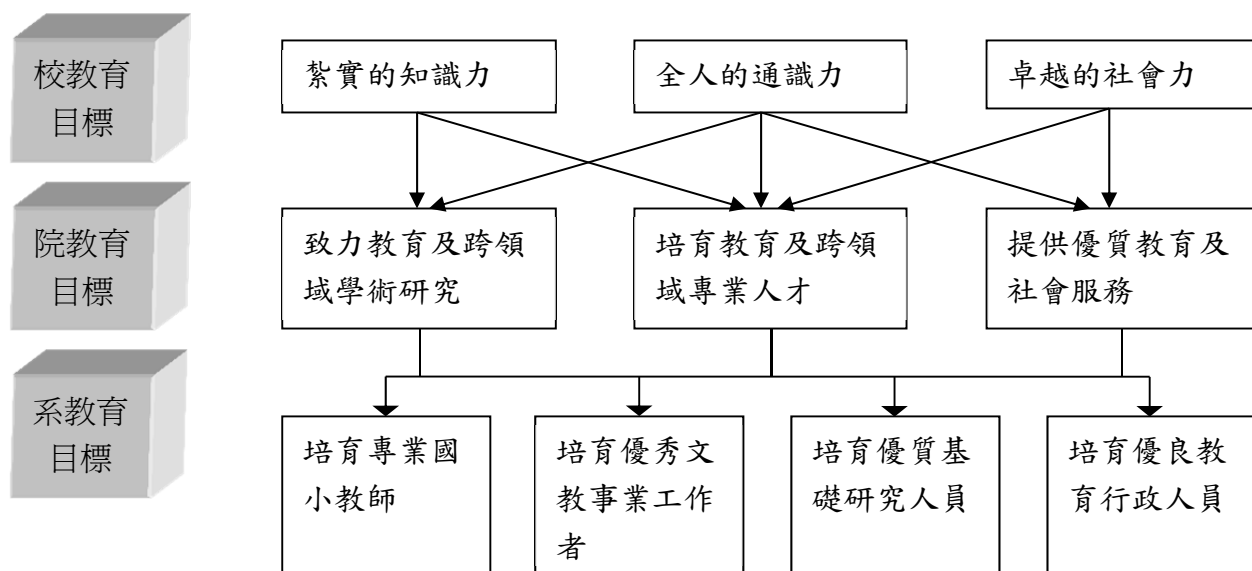 校教育
目標
紮實的知識力
全人的通識力
卓越的社會力
院教育
目標
致力教育及跨領
域學術研究
培育教育及跨領
域專業人才
提供優質教育及
社會服務
系教育
目標
培育專業國
小教師
培育優秀文
教事業工作
者
培育優質基
礎研究人員
培育優良教
育行政人員